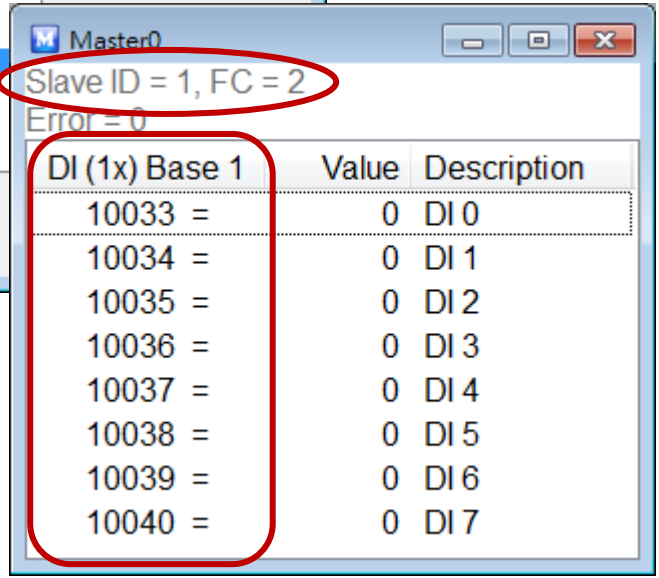 Master0
Slave ID = 1, FC = 2
Error = 0
DI (1x) Base 1 Value Description
10033 = 0 DI 0
10034 = 0 DI 1
10035 = 0 DI 2
10036 = 0 DI 3
10037 = 0 DI 4
10038 = 0 DI 5
10039 = 0 DI 6
10040 = 0 DI 7